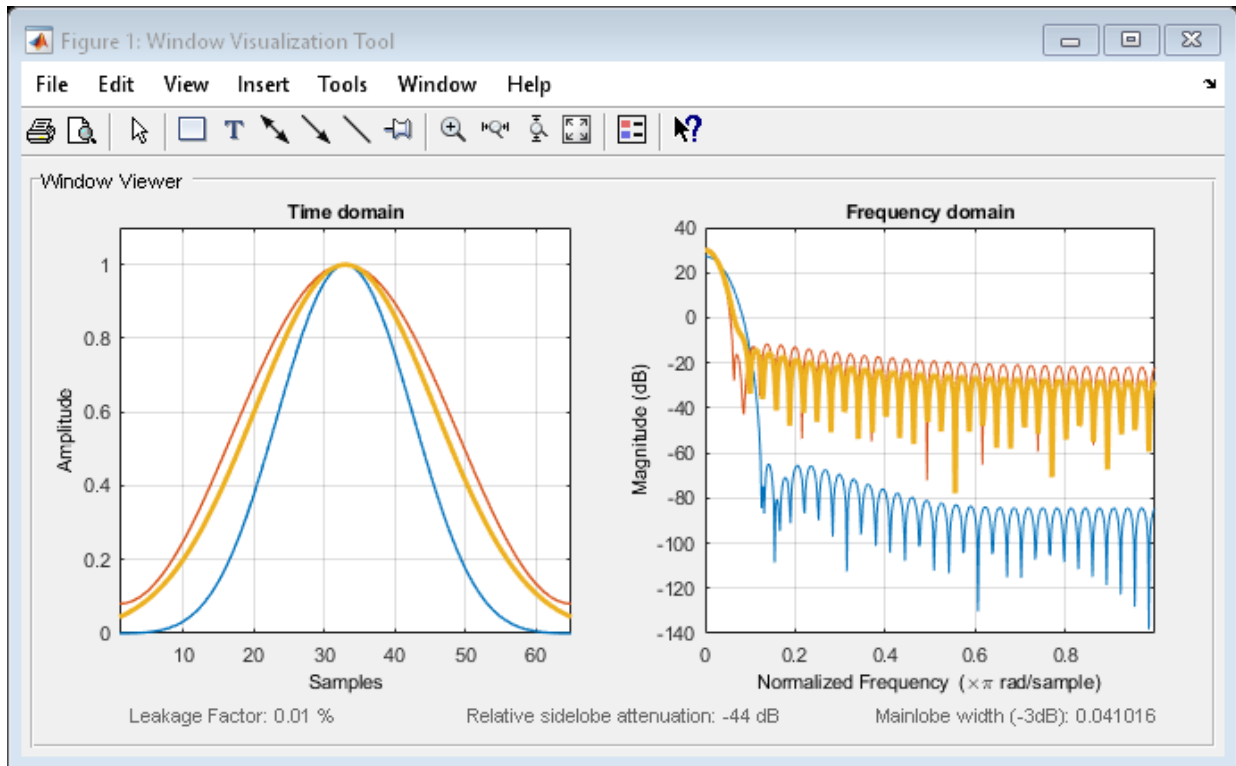 Figure 1: Window Visualization Tool
File Edit View Insert Tools Window Help
T
?
Window Viewer
Time domain
1
0.8
0.6
0.4
0.2
0
10 20 30 40 50 60
Amplitude
Samples
Frequency domain
40
20
0
-20
-40
-60
-80
-100
-120
-140
0 0.2 0.4 0.6 0.8
Magnitude (dB)
Normalized Frequency (×π rad/sample)
Leakage Factor: 0.01 % Relative sidelobe attenuation: -44 dB Mainlobe width (-3dB): 0.041016